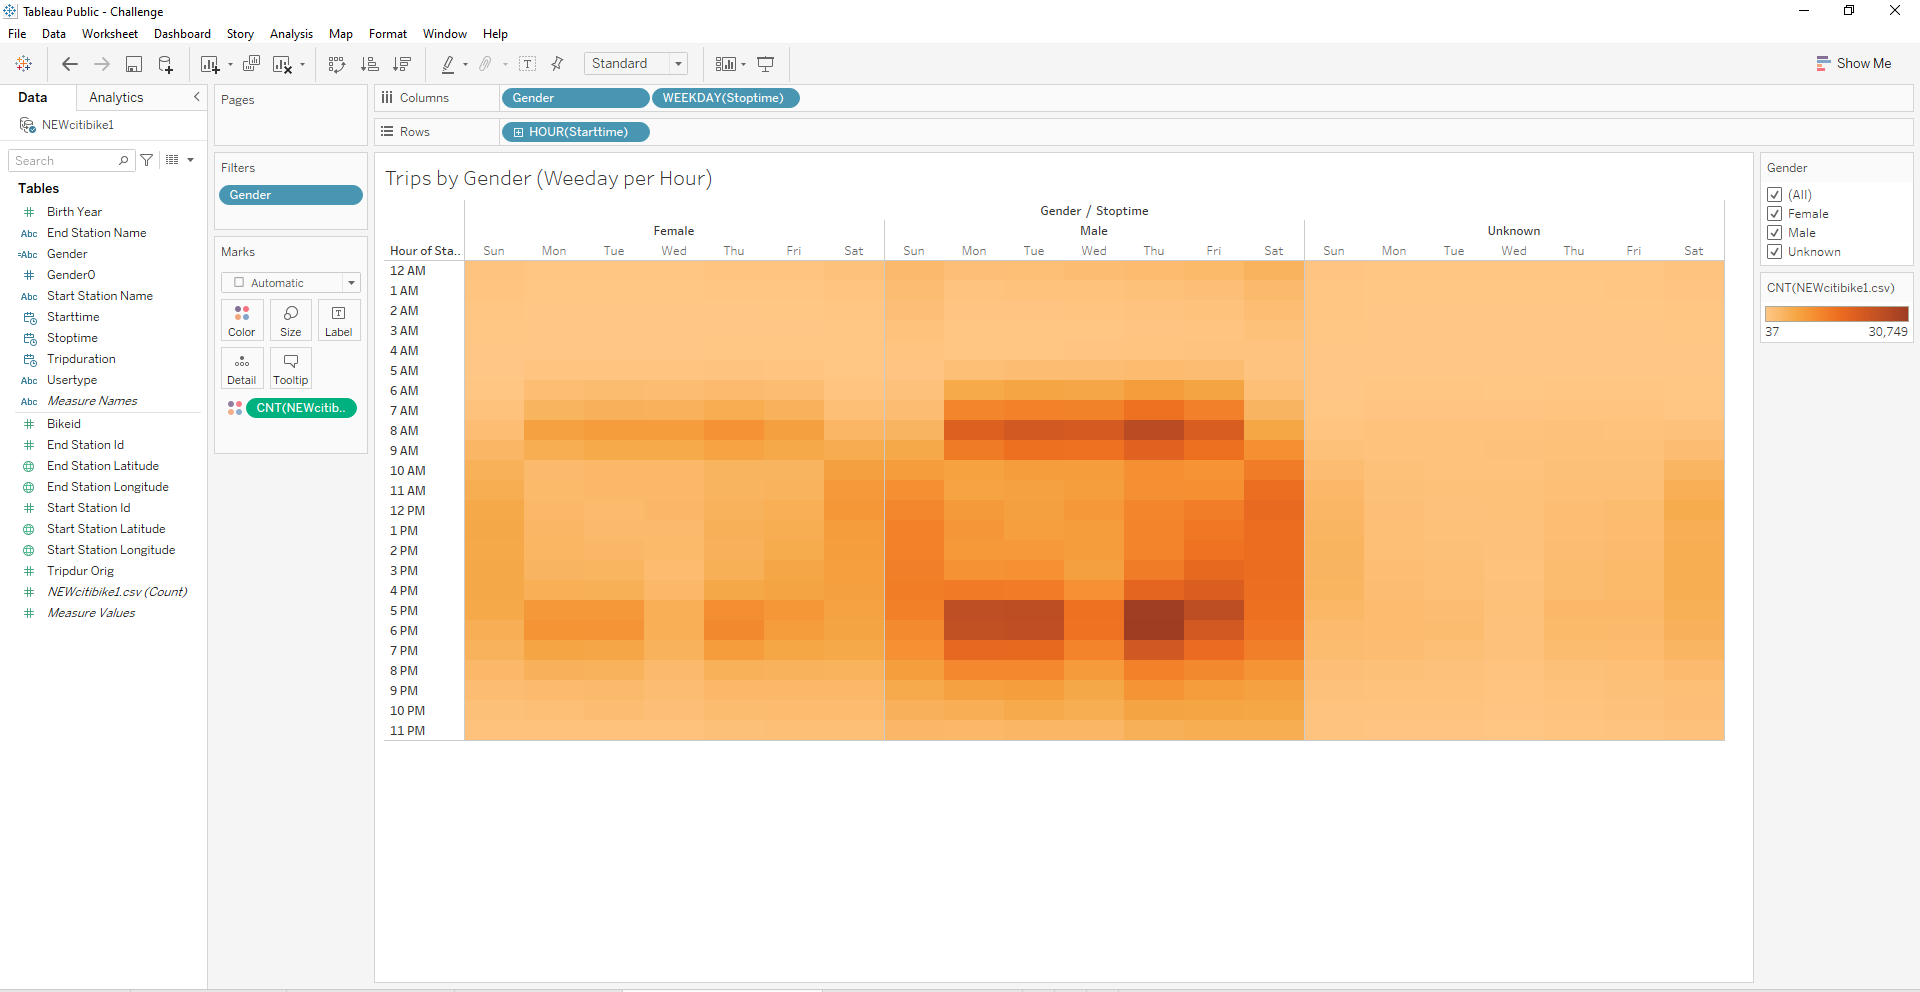 Tableau Public - Challenge
File Data Worksheet Dashboard Story Analysis Map Format Window Help
Standard
Show Me
Data Analytics
NEWcitibike1
Search
Tables
Birth Year
Abc End Station Name
=Abc Gender
Gender0
Abc Start Station Name
Starttime
Stoptime
Tripduration
Abc Usertype
Abc Measure Names
Bikeid
End Station Id
End Station Latitude
End Station Longitude
Start Station Id
Start Station Latitude
Start Station Longitude
Tripdur Orig
NEWcitibike1.csv (Count)
Measure Values
Pages
Filters
Gender
Marks
Automatic
Color Size Label
Detail Tooltip
CNT(NEWcitib..
Columns Gender WEEKDAY(Stoptime)
Rows HOUR(Starttime)
Trips by Gender (Weeday per Hour)
Gender / Stoptime
Female Male Unknown
Hour of Sta.. Sun Mon Tue Wed Thu Fri Sat Sun Mon Tue Wed Thu Fri Sat Sun Mon Tue Wed Thu Fri Sat
12 AM
1 AM
2 AM
3 AM
4 AM
5 AM
6 AM
7 AM
8 AM
9 AM
10 AM
11 AM
12 PM
1 PM
2 PM
3 PM
4 PM
5 PM
6 PM
7 PM
8 PM
9 PM
10 PM
11 PM
Gender
(All)
Female
Male
Unknown
CNT(NEWcitibike1.csv)
37 30,749